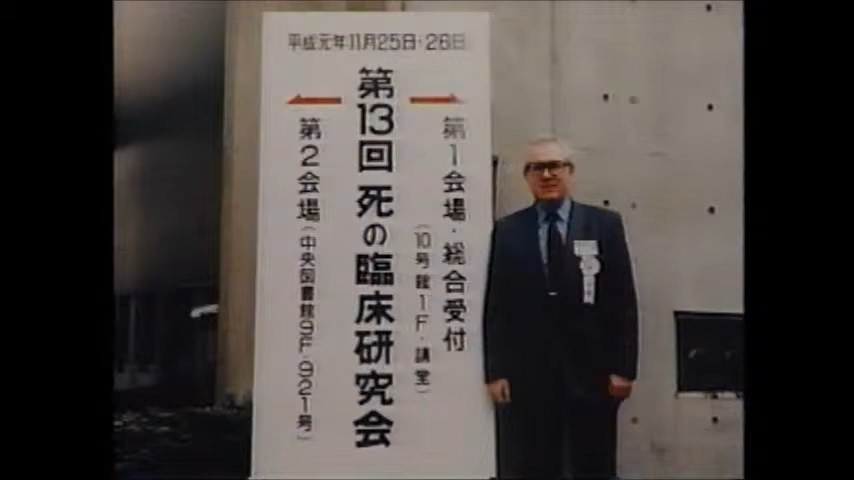 平成元年11月25日・26日
第1会場・総合受付
(10号館1F・講堂)
第13回 死の臨床研究会
第2会場(中央図書館9F・921号)